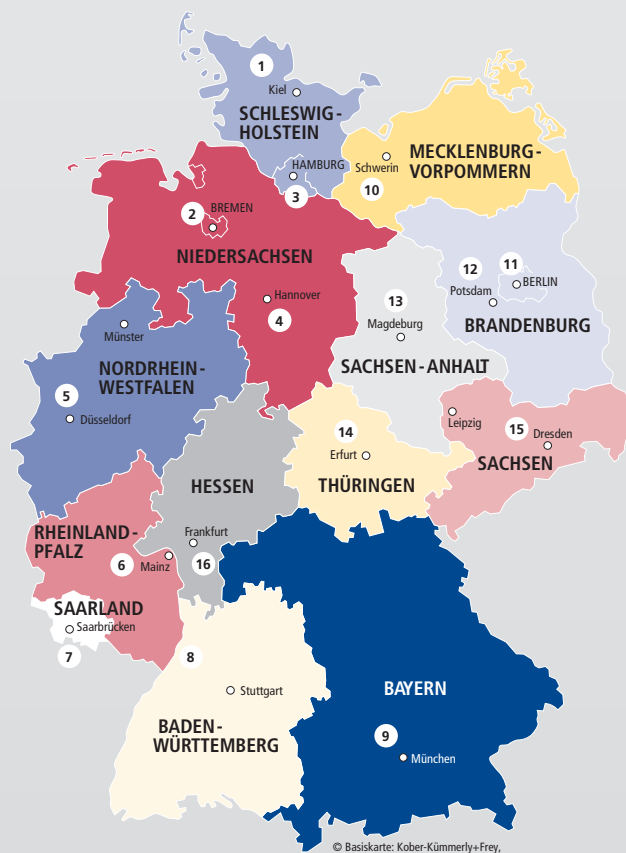 1
Kiel
SCHLESWIG-
HOLSTEIN
HAMBURG
3
MECKLENBURG-
VORPOMMERN
Schwerin
10
2
BREMEN
NIEDERSACHSEN
Hannover
4
12
11
Potsdam
BERLIN
BRANDENBURG
13
Magdeburg
SACHSEN-ANHALT
Münster
NORDRHEIN-
WESTFALEN
5
Düsseldorf
14
Erfurt
THÜRINGEN
Leipzig
15
Dresden
SACHSEN
HESSEN
Frankfurt
16
RHEINLAND-
PFALZ
6
Mainz
SAARLAND
Saarbrücken
7
8
Stuttgart
BADEN-
WÜRTTEMBERG
BAYERN
9
München
© Basiskarte: Kober-Kümmerly+Frey,